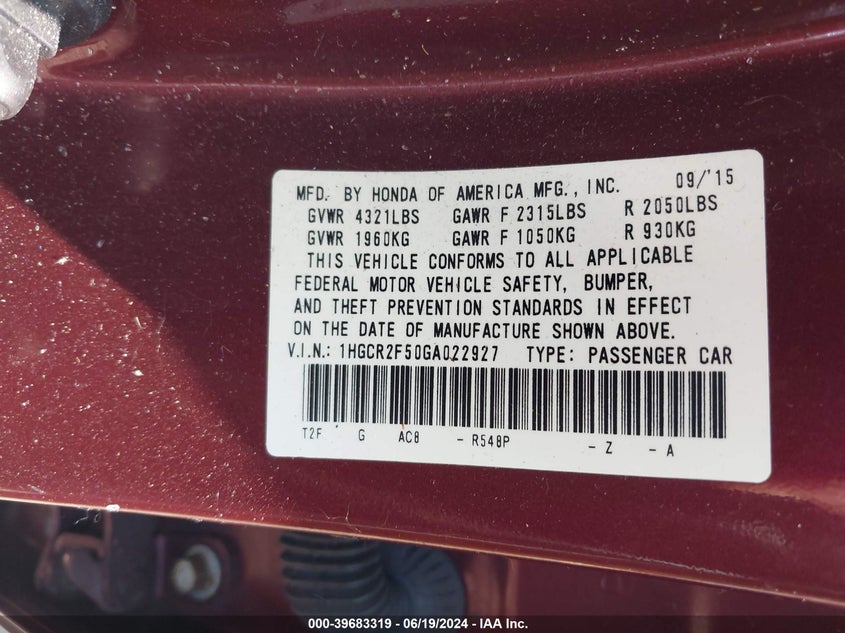 MFD. BY HONDA OF AMERICA MFG., INC. 09/'15
GVWR 4321LBS GAWR F 2315LBS R 2050LBS
GVWR 1960KG GAWR F 1050KG R 930KG
THIS VEHICLE CONFORMS TO ALL APPLICABLE
FEDERAL MOTOR VEHICLE SAFETY, BUMPER,
AND THEFT PREVENTION STANDARDS IN EFFECT
ON THE DATE OF MANUFACTURE SHOWN ABOVE.
V.I.N.: 1HGCR2F50GA022927 TYPE: PASSENGER CAR
T2F G AC8 - R548P - Z - A
000-39683319 / 06/19/2024 - IAA Inc.